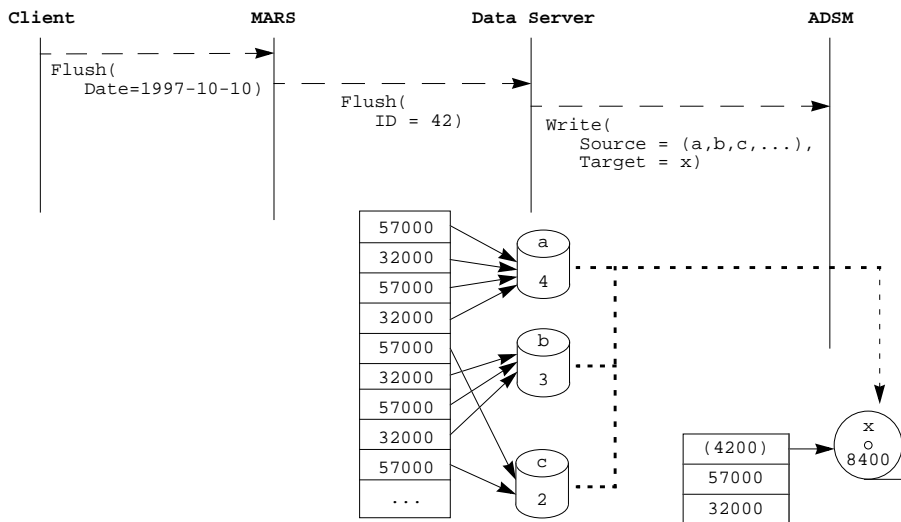 Client MARS Data Server ADSM
Flush(
Date=1997-10-10)
Flush(
ID = 42)
Write(
Source = (a,b,c,...),
Target = x)
57000
32000
57000
32000
57000
32000
57000
32000
57000
...
a
4
b
3
c
2
x
8400
(4200)
57000
32000